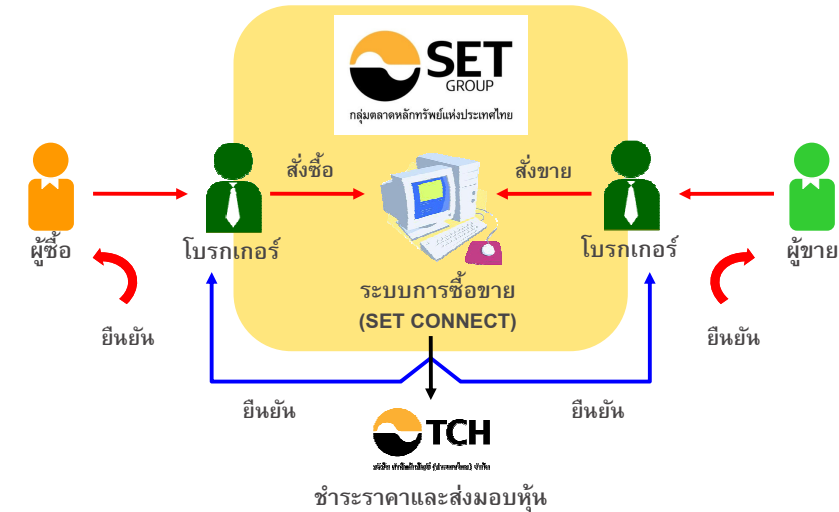 SET
GROUP
กลุ่มตลาดหลักทรัพย์แห่งประเทศไทย
สั่งซื้อ
สั่งขาย
ผู้ซื้อ
โบรกเกอร์
โบรกเกอร์
ผู้ขาย
ระบบการซื้อขาย
(SET CONNECT)
ยืนยัน
ยืนยัน
ยืนยัน
ยืนยัน
TCH
ชำระราคาและส่งมอบหุ้น